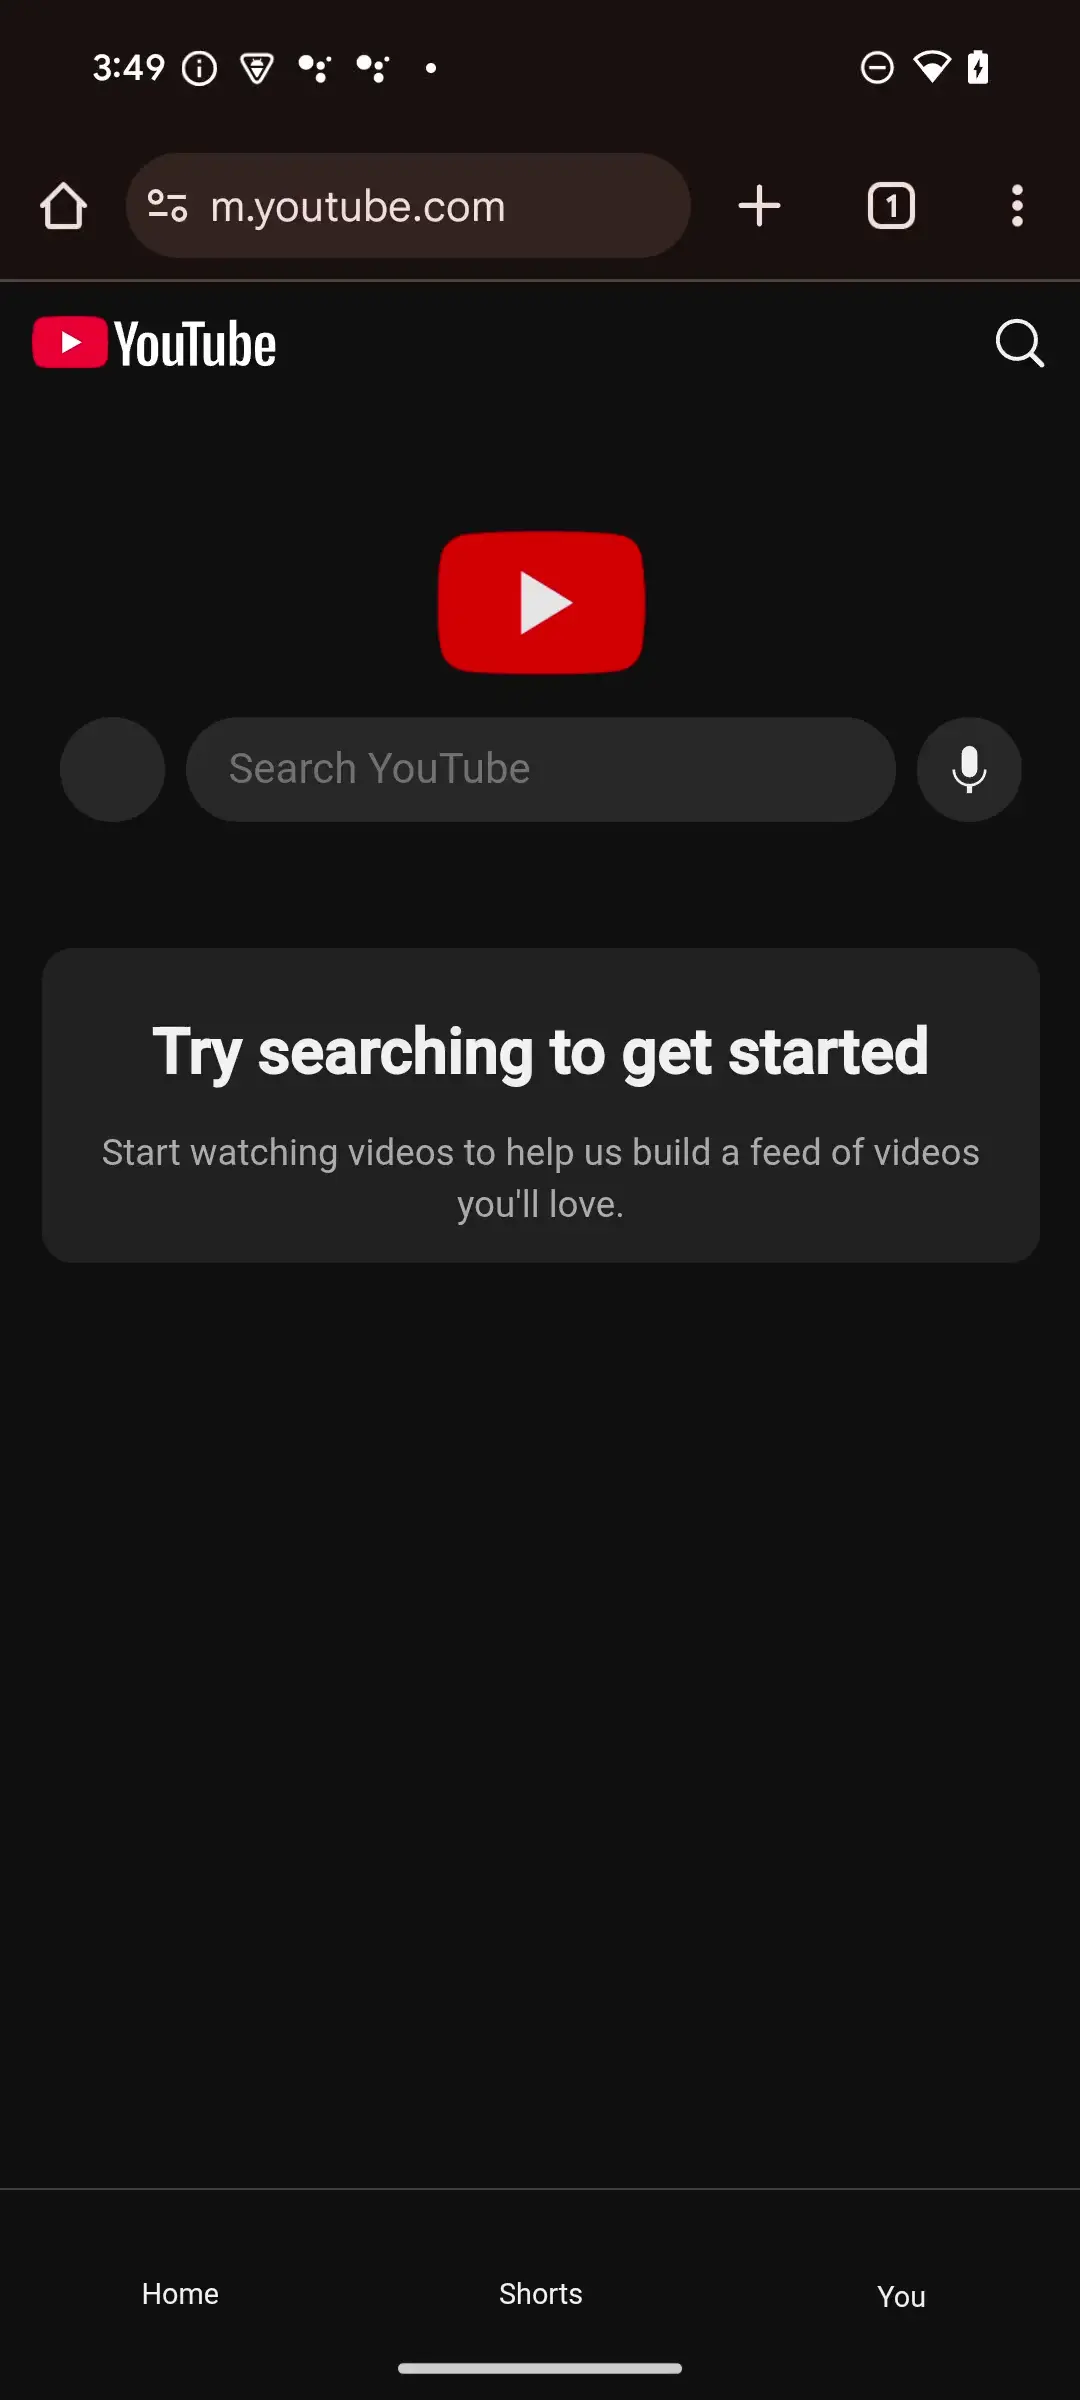 3:49
m.youtube.com
1
YouTube
Search YouTube
Try searching to get started
Start watching videos to help us build a feed of videos
you'll love.
Home
Shorts
You